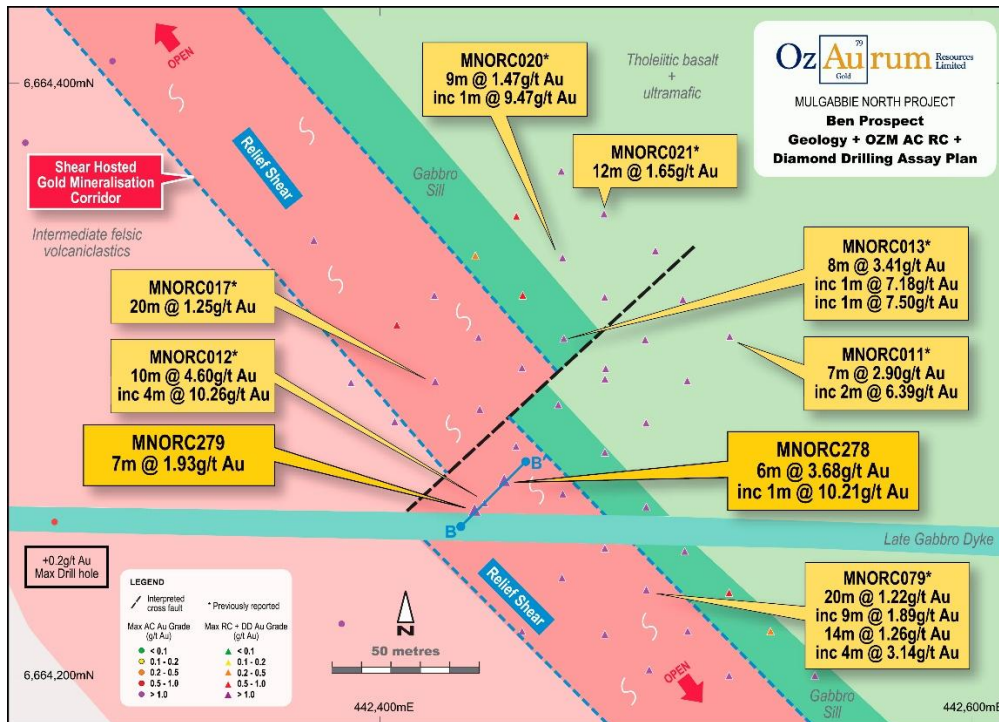 OzAurum Resources Limited
79
Gold
MULGABBIE NORTH PROJECT
Ben Prospect
Geology + OZM AC RC +
Diamond Drilling Assay Plan
6,664,400mN
OPEN
MNORC020*
9m @ 1.47g/t Au
inc 1m @ 9.47g/t Au
Tholeiitic basalt
+
ultramafic
MNORC021*
12m @ 1.65g/t Au
Relief Shear
Gabbro
Sill
Shear Hosted
Gold Mineralisation
Corridor
Intermediate felsic
volcaniclastics
MNORC013*
8m @ 3.41g/t Au
inc 1m @ 7.18g/t Au
inc 1m @ 7.50g/t Au
MNORC017*
20m @ 1.25g/t Au
MNORC012*
10m @ 4.60g/t Au
inc 4m @ 10.26g/t Au
MNORC011*
7m @ 2.90g/t Au
inc 2m @ 6.39g/t Au
MNORC279
7m @ 1.93g/t Au
MNORC278
6m @ 3.68g/t Au
inc 1m @ 10.21g/t Au
B'
B
Late Gabbro Dyke
+0.2g/t Au
Max Drill hole
LEGEND
Interpreted
cross fault
* Previously reported
Max AC Au Grade
(g/t Au)
< 0.1
0.1 - 0.2
0.2 - 0.5
0.5 - 1.0
> 1.0
Max RC + DD Au Grade
(g/t Au)
< 0.1
0.1 - 0.2
0.2 - 0.5
0.5 - 1.0
> 1.0
N
50 metres
Relief Shear
MNORC079*
20m @ 1.22g/t Au
inc 9m @ 1.89g/t Au
14m @ 1.26g/t Au
inc 4m @ 3.14g/t Au
OPEN
Gabbro
Sill
6,664,200mN
442,400mE
442,600mE